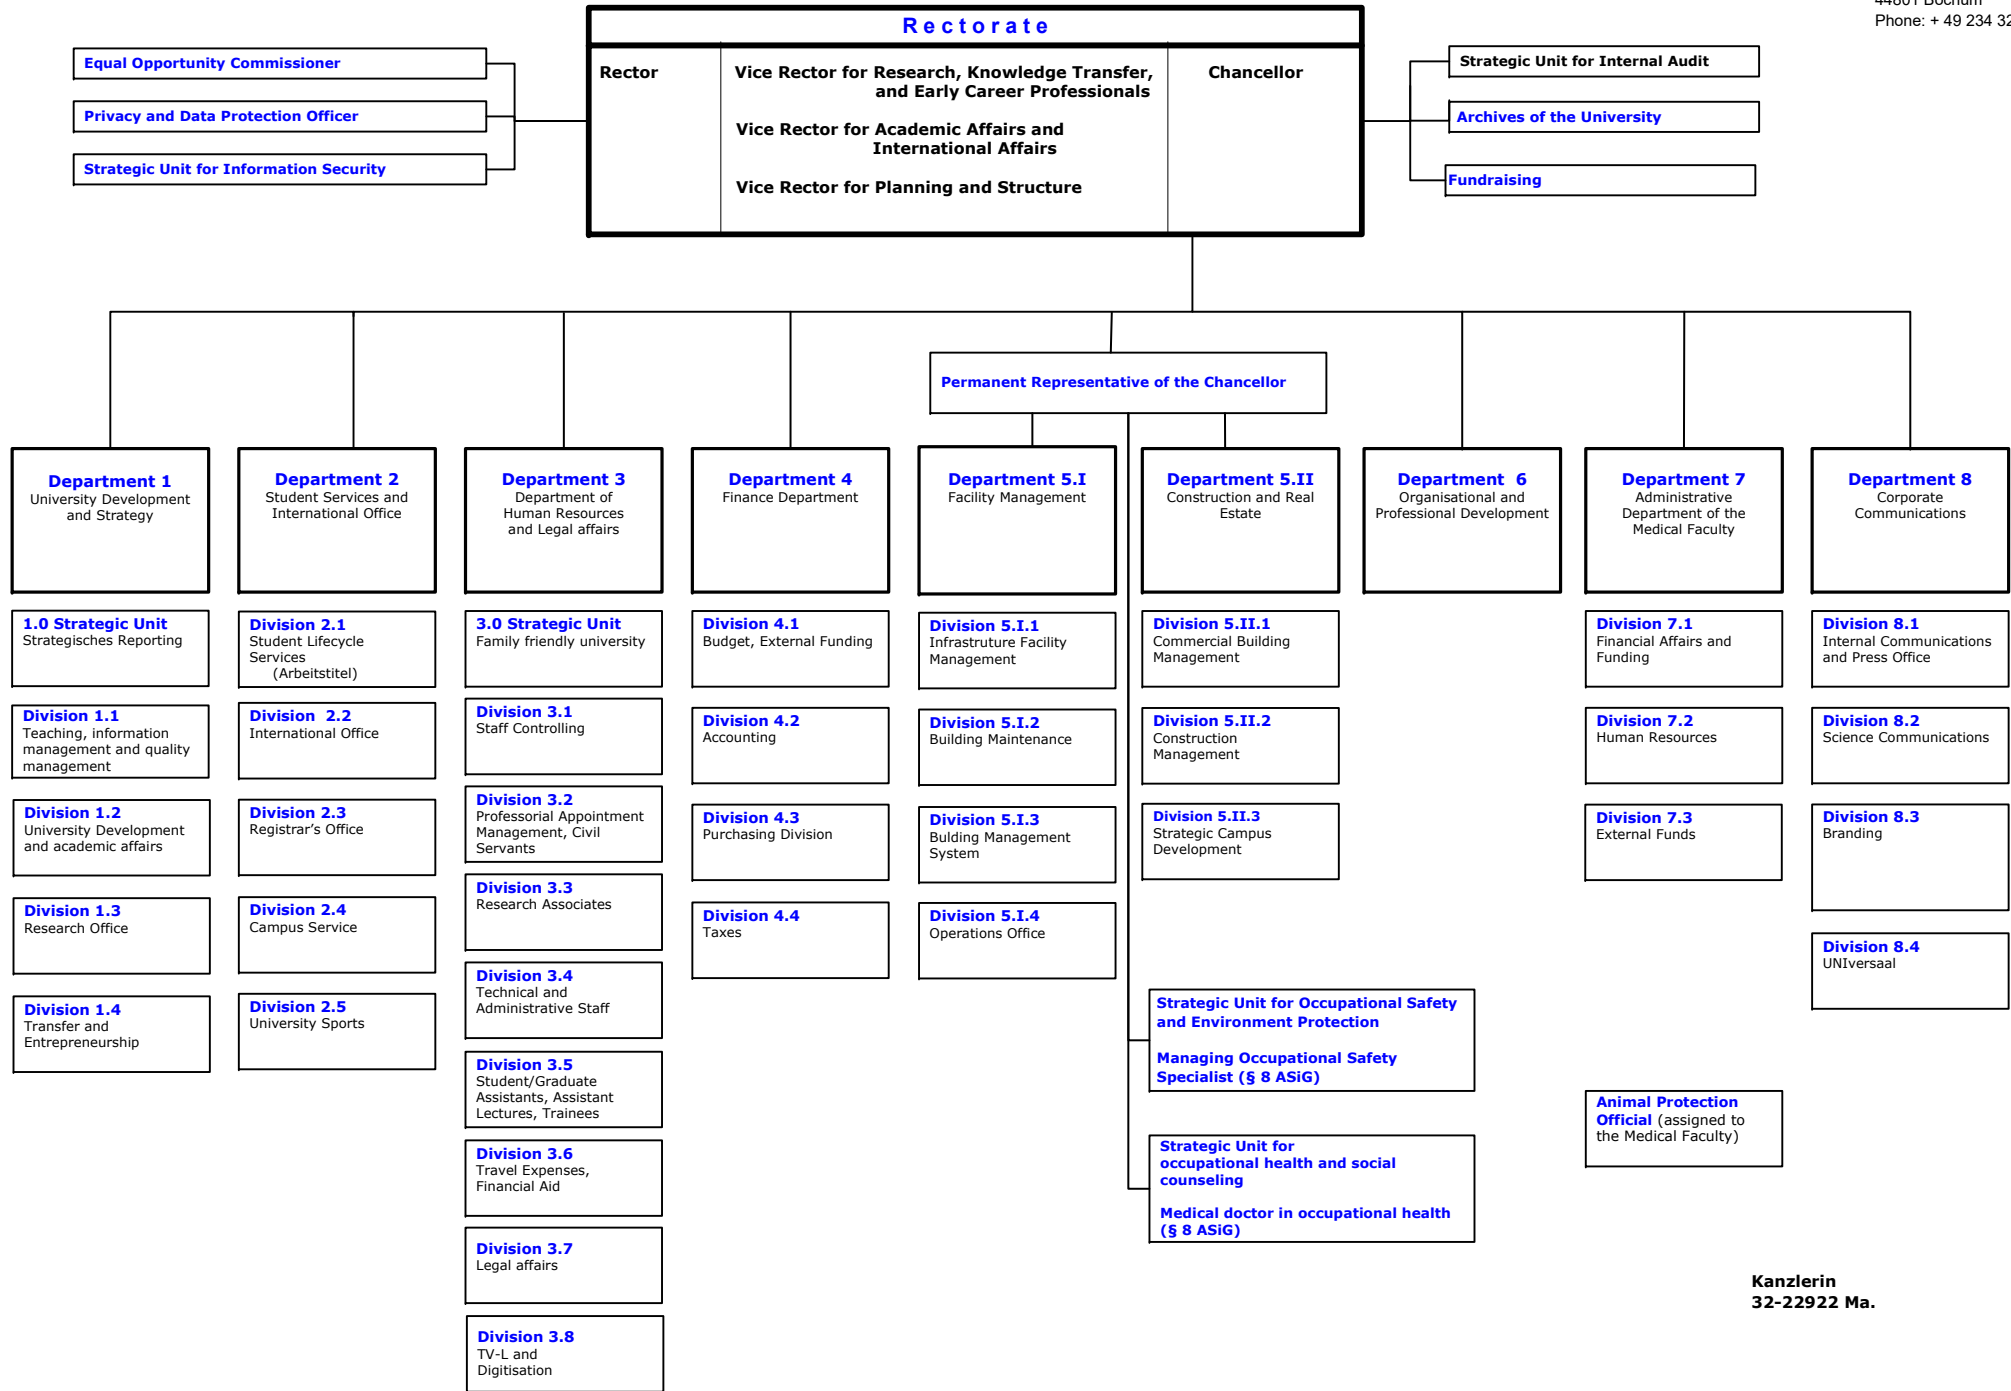 44801 Bochum
Phone: + 49 234 32
Rectorate
Equal Opportunity Commissioner
Privacy and Data Protection Officer
Strategic Unit for Information Security
Rector
Vice Rector for Research, Knowledge Transfer,
and Early Career Professionals
Vice Rector for Academic Affairs and
International Affairs
Vice Rector for Planning and Structure
Chancellor
Strategic Unit for Internal Audit
Archives of the University
Fundraising
Permanent Representative of the Chancellor
Department 1
University Development
and Strategy
1.0 Strategic Unit
Strategisches Reporting
Division 1.1
Teaching, information
management and quality
management
Division 1.2
University Development
and academic affairs
Division 1.3
Research Office
Division 1.4
Transfer and
Entrepreneurship
Department 2
Student Services and
International Office
Division 2.1
Student Lifecycle
Services
(Arbeitstitel)
Division 2.2
International Office
Division 2.3
Registrar's Office
Division 2.4
Campus Service
Division 2.5
University Sports
Department 3
Department of
Human Resources
and Legal affairs
3.0 Strategic Unit
Family friendly university
Division 3.1
Staff Controlling
Division 3.2
Professorial Appointment
Management, Civil
Servants
Division 3.3
Research Associates
Division 3.4
Technical and
Administrative Staff
Division 3.5
Student/Graduate
Assistants, Assistant
Lectures, Trainees
Division 3.6
Travel Expenses,
Financial Aid
Division 3.7
Legal affairs
Division 3.8
TV-L and
Digitisation
Department 4
Finance Department
Division 4.1
Budget, External Funding
Division 4.2
Accounting
Division 4.3
Purchasing Division
Division 4.4
Taxes
Department 5.I
Facility Management
Division 5.I.1
Infrastruture Facility
Management
Division 5.I.2
Building Maintenance
Division 5.I.3
Bulding Management
System
Division 5.I.4
Operations Office
Department 5.II
Construction and Real
Estate
Division 5.II.1
Commercial Building
Management
Division 5.II.2
Construction
Management
Division 5.II.3
Strategic Campus
Development
Strategic Unit for Occupational Safety
and Environment Protection
Managing Occupational Safety
Specialist (§ 8 ASiG)
Strategic Unit for
occupational health and social
counseling
Medical doctor in occupational health
(§ 8 ASiG)
Department 6
Organisational and
Professional Development
Department 7
Administrative
Department of the
Medical Faculty
Division 7.1
Financial Affairs and
Funding
Division 7.2
Human Resources
Division 7.3
External Funds
Animal Protection
Official (assigned to
the Medical Faculty)
Department 8
Corporate
Communications
Division 8.1
Internal Communications
and Press Office
Division 8.2
Science Communications
Division 8.3
Branding
Division 8.4
UNIversaal
Kanzlerin
32-22922 Ma.